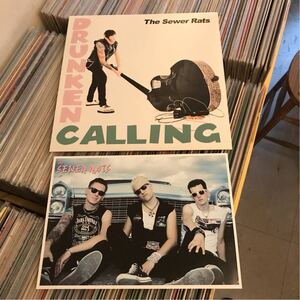 The Sewer Rats
DRUNKEN
CALLING
SEWER RATS